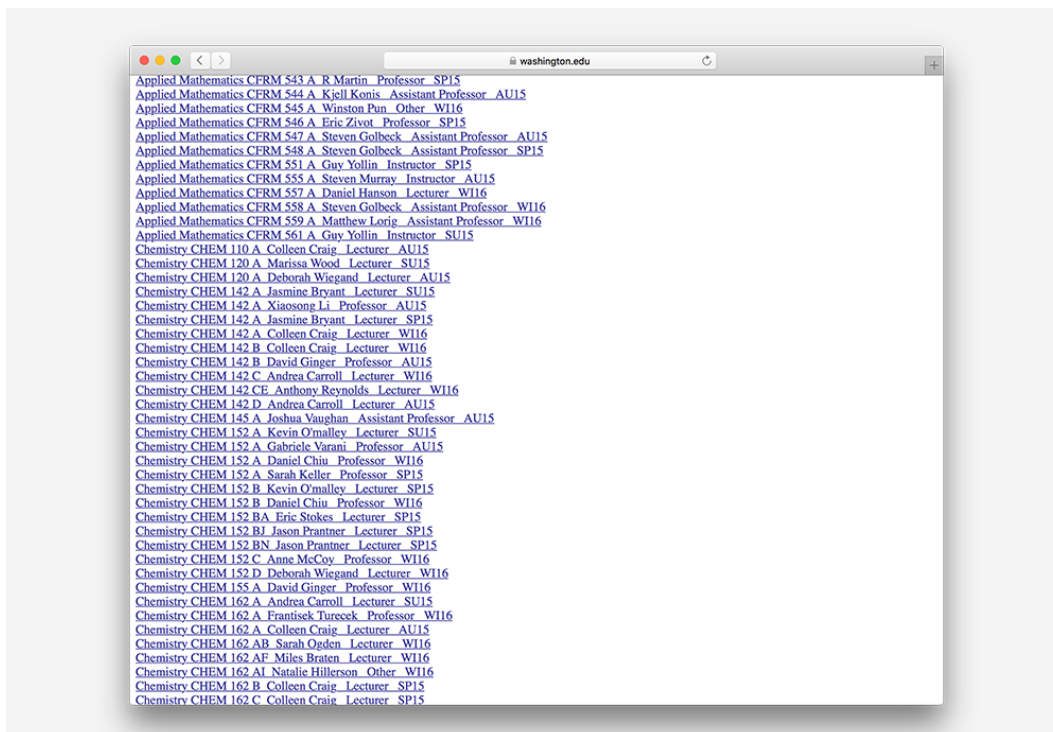 washington.edu
Applied Mathematics CFRM 543 A R Martin Professor SP15
Applied Mathematics CFRM 544 A Kjell Konis Assistant Professor AU15
Applied Mathematics CFRM 545 A Winston Pun Other WI16
Applied Mathematics CFRM 546 A Eric Zivot Professor SP15
Applied Mathematics CFRM 547 A Steven Golbeck Assistant Professor AU15
Applied Mathematics CFRM 548 A Steven Golbeck Assistant Professor SP15
Applied Mathematics CFRM 551 A Guy Yollin Instructor SP15
Applied Mathematics CFRM 555 A Steven Murray Instructor AU15
Applied Mathematics CFRM 557 A Daniel Hanson Lecturer WI16
Applied Mathematics CFRM 558 A Steven Golbeck Assistant Professor WI16
Applied Mathematics CFRM 559 A Matthew Lorig Assistant Professor WI16
Applied Mathematics CFRM 561 A Guy Yollin Instructor SU15
Chemistry CHEM 110 A Colleen Craig Lecturer AU15
Chemistry CHEM 120 A Marissa Wood Lecturer SU15
Chemistry CHEM 120 A Deborah Wiegand Lecturer AU15
Chemistry CHEM 142 A Jasmine Bryant Lecturer SU15
Chemistry CHEM 142 A Xiaosong Li Professor AU15
Chemistry CHEM 142 A Jasmine Bryant Lecturer SP15
Chemistry CHEM 142 A Colleen Craig Lecturer WI16
Chemistry CHEM 142 B Colleen Craig Lecturer WI16
Chemistry CHEM 142 B David Ginger Professor AU15
Chemistry CHEM 142 C Andrea Carroll Lecturer WI16
Chemistry CHEM 142 CE Anthony Reynolds Lecturer WI16
Chemistry CHEM 142 D Andrea Carroll Lecturer AU15
Chemistry CHEM 145 A Joshua Vaughan Assistant Professor AU15
Chemistry CHEM 152 A Kevin O'malley Lecturer SU15
Chemistry CHEM 152 A Gabriele Varani Professor AU15
Chemistry CHEM 152 A Daniel Chiu Professor WI16
Chemistry CHEM 152 A Sarah Keller Professor SP15
Chemistry CHEM 152 B Kevin O'malley Lecturer SP15
Chemistry CHEM 152 B Daniel Chiu Professor WI16
Chemistry CHEM 152 BA Eric Stokes Lecturer SP15
Chemistry CHEM 152 BJ Jason Prantner Lecturer SP15
Chemistry CHEM 152 BN Jason Prantner Lecturer SP15
Chemistry CHEM 152 C Anne McCoy Professor WI16
Chemistry CHEM 152 D Deborah Wiegand Lecturer WI16
Chemistry CHEM 155 A David Ginger Professor WI16
Chemistry CHEM 162 A Andrea Carroll Lecturer SU15
Chemistry CHEM 162 A Frantisek Turecek Professor WI16
Chemistry CHEM 162 A Colleen Craig Lecturer AU15
Chemistry CHEM 162 AB Sarah Ogden Lecturer WI16
Chemistry CHEM 162 AF Miles Braten Lecturer WI16
Chemistry CHEM 162 AI Natalie Hillerson Other WI16
Chemistry CHEM 162 B Colleen Craig Lecturer SP15
Chemistry CHEM 162 C Colleen Craig Lecturer SP15